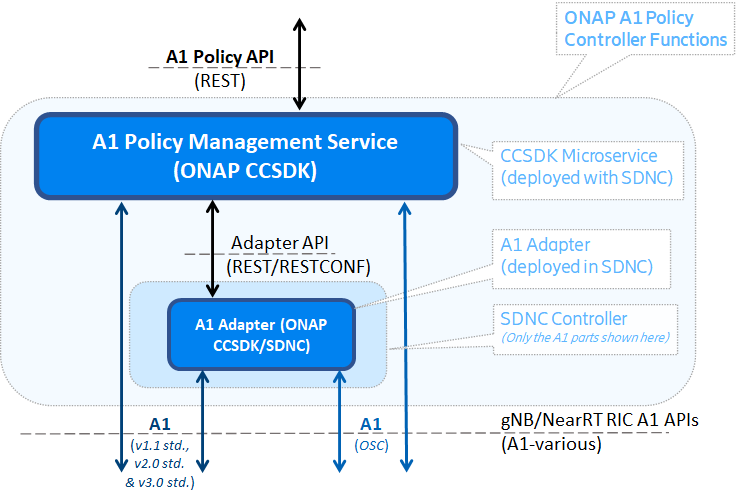 ONAP A1 Policy
Controller Functions
A1 Policy API
(REST)
A1 Policy Management Service
(ONAP CCSDK)
CCSDK Microservice
(deployed with SDNC)
Adapter API
(REST/RESTCONF)
A1 Adapter
(deployed in SDNC)
A1 Adapter (ONAP
CCSDK/SDNC)
SDNC Controller
(Only the A1 parts shown here)
A1
(v1.1 std.,
v2.0 std.
& v3.0 std.)
A1
(OSC)
gNB/NearRT RIC A1 APIs
(A1-various)